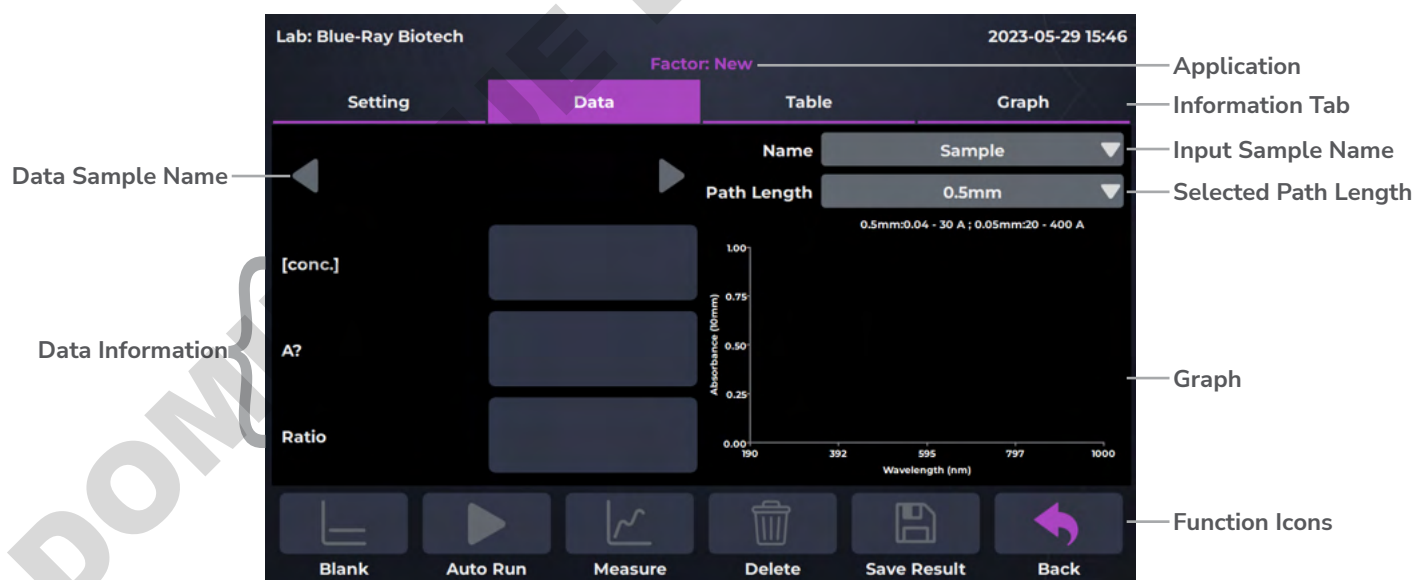 Lab: Blue-Ray Biotech 2023-05-29 15:46
Factor: New
Application
Setting Data Table Graph
Information Tab
Name Sample
Input Sample Name
Data Sample Name
Path Length 0.5mm
Selected Path Length
0.5mm:0.04 - 30 A ; 0.05mm:20 - 400 A
[conc.]
A?
Ratio
Data Information
1.00
0.75
0.50
0.25
0.00
Absorbance (10mm)
190 392 595 797 1000
Wavelength (nm)
Graph
Function Icons
Blank Auto Run Measure Delete Save Result Back